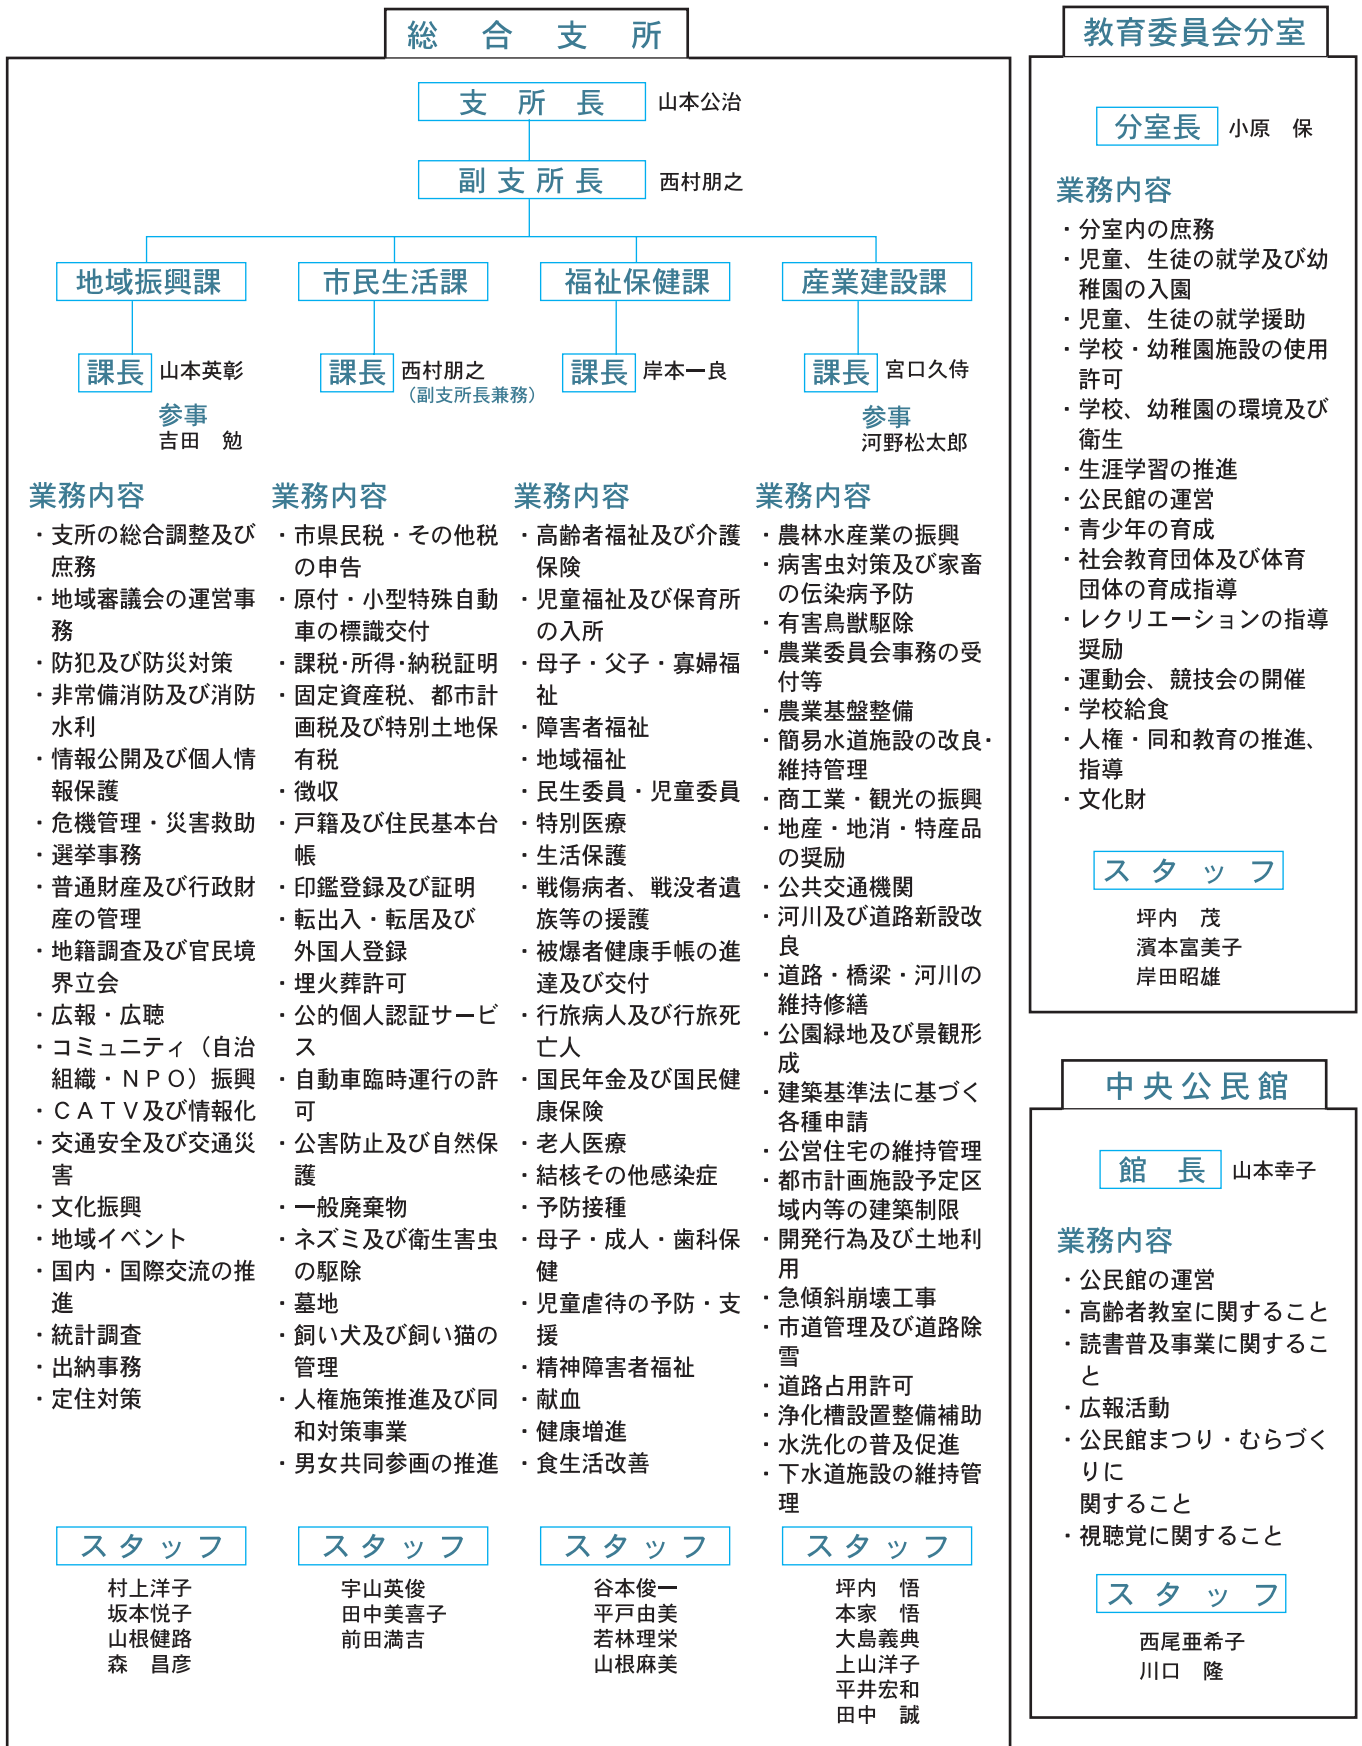 総合支所
支所長 山本公治
副支所長 西村朋之
地域振興課
課長 山本英彰
参事
吉田 勉
業務内容
・支所の総合調整及び
庶務
・地域審議会の運営事
務
・防犯及び防災対策
・非常備消防及び消防
水利
・情報公開及び個人情
報保護
・危機管理・災害救助
・選挙事務
・普通財産及び行政財
産の管理
・地籍調査及び官民境
界立会
・広報・広聴
・コミュニティ（自治
組織・ＮＰＯ）振興
・ＣＡＴＶ及び情報化
・交通安全及び交通災
害
・文化振興
・地域イベント
・国内・国際交流の推
進
・統計調査
・出納事務
・定住対策
スタッフ
村上洋子
坂本悦子
山根健路
森 昌彦
市民生活課
課長 西村朋之
（副支所長兼務）
業務内容
・市県民税・その他税
の申告
・原付・小型特殊自動
車の標識交付
・課税・所得・納税証明
・固定資産税、都市計
画税及び特別土地保
有税
・徴収
・戸籍及び住民基本台
帳
・印鑑登録及び証明
・転出入・転居及び
外国人登録
・埋火葬許可
・公的個人認証サービ
ス
・自動車臨時運行の許
可
・公害防止及び自然保
護
・一般廃棄物
・ネズミ及び衛生害虫
の駆除
・墓地
・飼い犬及び飼い猫の
管理
・人権施策推進及び同
和対策事業
・男女共同参画の推進
スタッフ
宇山英俊
田中美喜子
前田満吉
福祉保健課
課長 岸本一良
業務内容
・高齢者福祉及び介護
保険
・児童福祉及び保育所
の入所
・母子・父子・寡婦福
祉
・障害者福祉
・地域福祉
・民生委員・児童委員
・特別医療
・生活保護
・戦傷病者、戦没者遺
族等の援護
・被爆者健康手帳の進
達及び交付
・行旅病人及び行旅死
亡人
・国民年金及び国民健
康保険
・老人医療
・結核その他感染症
・予防接種
・母子・成人・歯科保
健
・児童虐待の予防・支
援
・精神障害者福祉
・献血
・健康増進
・食生活改善
スタッフ
谷本俊一
平戸由美
若林理栄
山根麻美
産業建設課
課長 宮口久侍
参事
河野松太郎
業務内容
・農林水産業の振興
・病害虫対策及び家畜
の伝染病予防
・有害鳥獣駆除
・農業委員会事務の受
付等
・農業基盤整備
・簡易水道施設の改良・
維持管理
・商工業・観光の振興
・地産・地消・特産品
の奨励
・公共交通機関
・河川及び道路新設改
良
・道路・橋梁・河川の
維持修繕
・公園緑地及び景観形
成
・建築基準法に基づく
各種申請
・公営住宅の維持管理
・都市計画施設予定区
域内等の建築制限
・開発行為及び土地利
用
・急傾斜崩壊工事
・市道管理及び道路除
雪
・道路占用許可
・浄化槽設置整備補助
・水洗化の普及促進
・下水道施設の維持管
理
スタッフ
坪内 悟
本家 悟
大島義典
上山洋子
平井宏和
田中 誠
教育委員会分室
分室長 小原 保
業務内容
・分室内の庶務
・児童、生徒の就学及び幼
稚園の入園
・児童、生徒の就学援助
・学校・幼稚園施設の使用
許可
・学校、幼稚園の環境及び
衛生
・生涯学習の推進
・公民館の運営
・青少年の育成
・社会教育団体及び体育
団体の育成指導
・レクリエーションの指導
奨励
・運動会、競技会の開催
・学校給食
・人権・同和教育の推進、
指導
・文化財
スタッフ
坪内 茂
濱本富美子
岸田昭雄
中央公民館
館長 山本幸子
業務内容
・公民館の運営
・高齢者教室に関すること
・読書普及事業に関するこ
と
・広報活動
・公民館まつり・むらづく
りに
関すること
・視聴覚に関すること
スタッフ
西尾亜希子
川口 隆